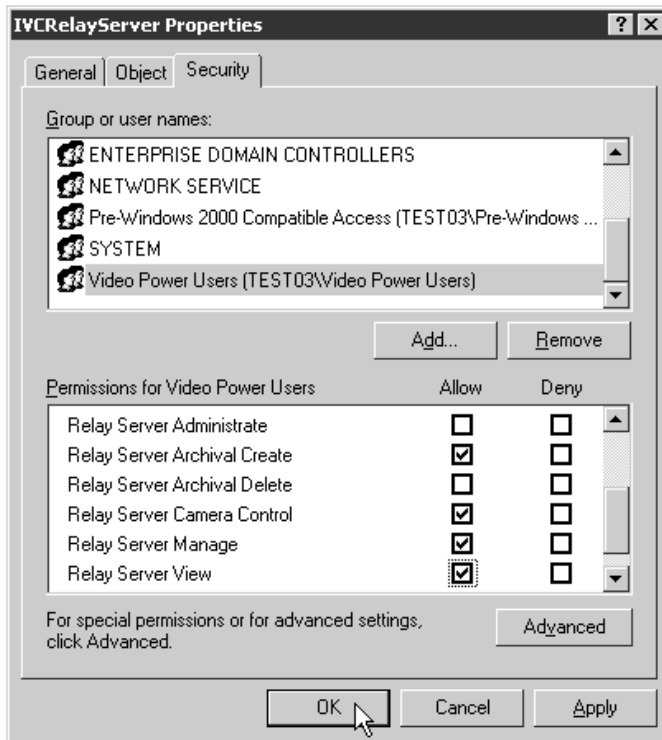 IVCRelayServer Properties
General Object Security
Group or user names:
ENTERPRISE DOMAIN CONTROLLERS
NETWORK SERVICE
Pre-Windows 2000 Compatible Access (TEST03\Pre-Windows ...
SYSTEM
Video Power Users (TEST03\Video Power Users)
Add... Remove
Permissions for Video Power Users Allow Deny
Relay Server Administrate
Relay Server Archival Create
Relay Server Archival Delete
Relay Server Camera Control
Relay Server Manage
Relay Server View
For special permissions or for advanced settings,
click Advanced.
Advanced
OK Cancel Apply